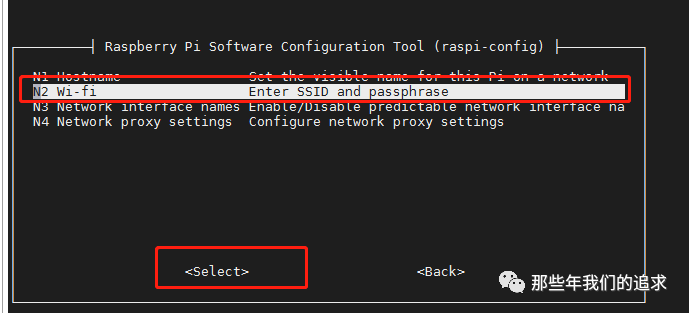 Raspberry Pi Software Configuration Tool (raspi-config)
N1 Hostname Set the visible name for this Pi on a network
N2 Wi-fi Enter SSID and passphrase
N3 Network interface names Enable/Disable predictable network interface na
N4 Network proxy settings Configure network proxy settings
<Select> <Back>
那些年我们的追求